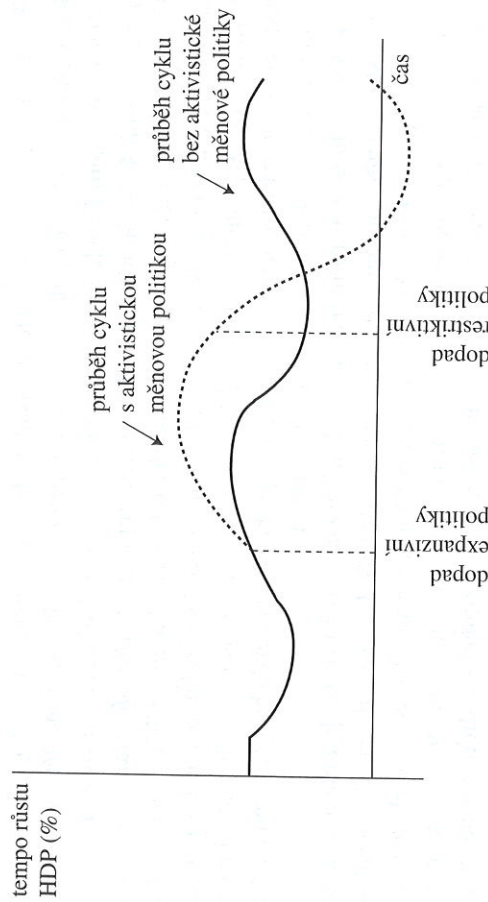 tempo růstu
HDP (%)
průběh cyklu
s aktivistickou
měnovou politikou
průběh cyklu
bez aktivistické
měnové politiky
dopad
expanzivní
politiky
dopad
restriktivní
politiky
čas